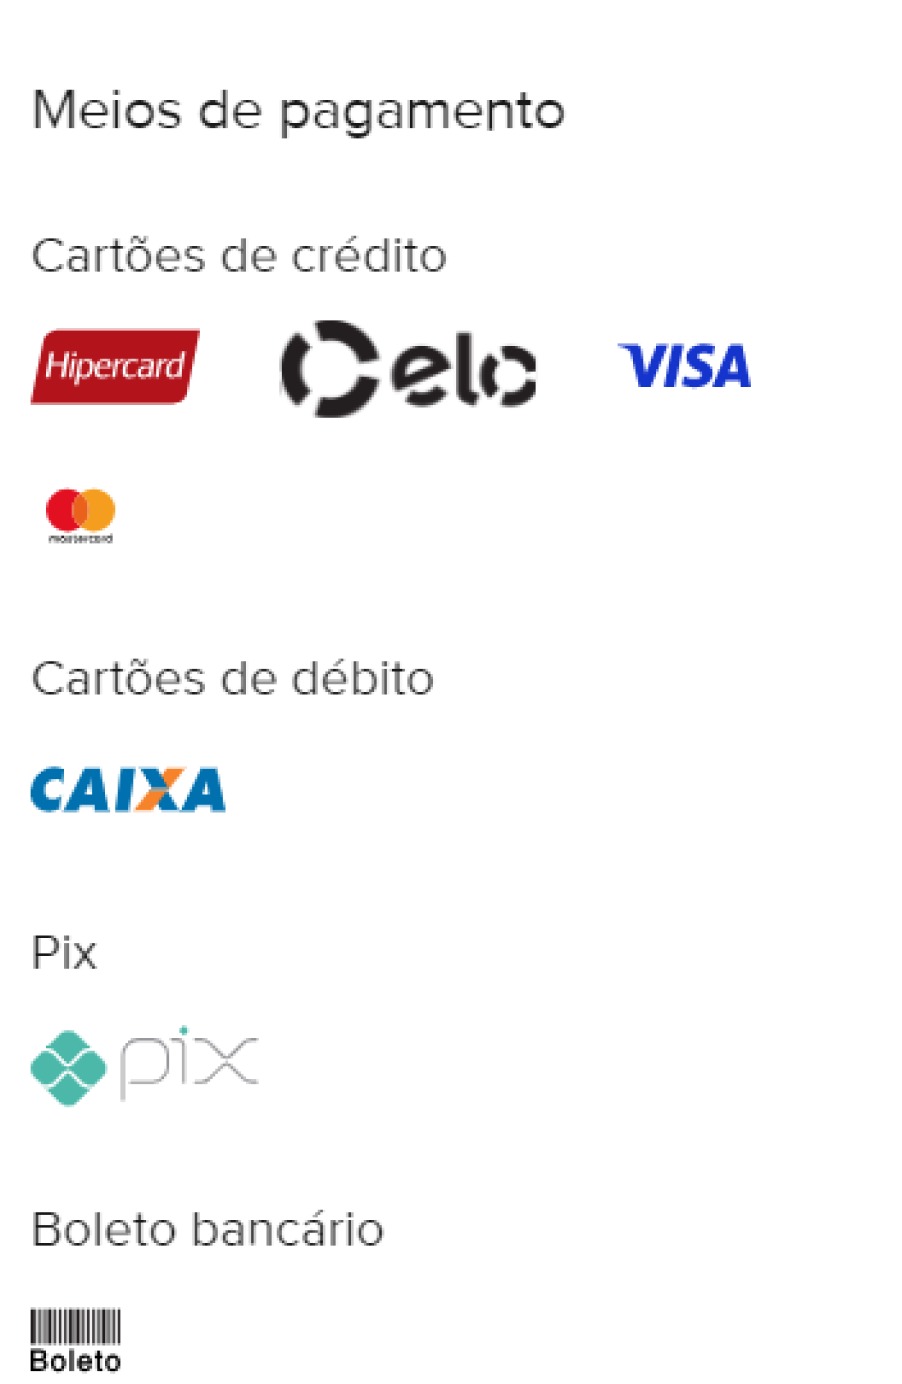 Meios de pagamento
Cartões de crédito
Hipercard elo VISA
mastercard
Cartões de débito
CAIXA
Pix
pix
Boleto bancário
Boleto